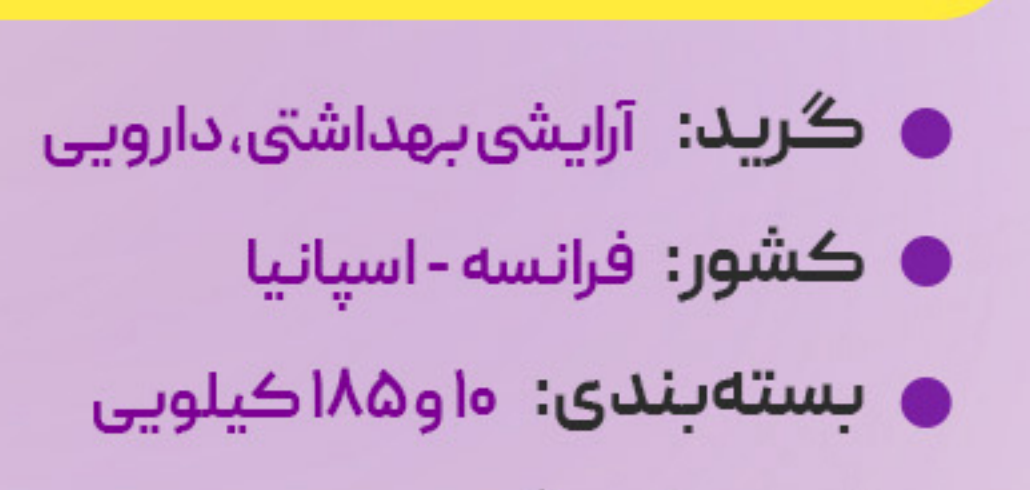 گرید: آرایشی بهداشتی، دارویی
کشور: فرانسه - اسپانیا
بسته‌بندی: ۱۰ و ۱۸۵ کیلویی